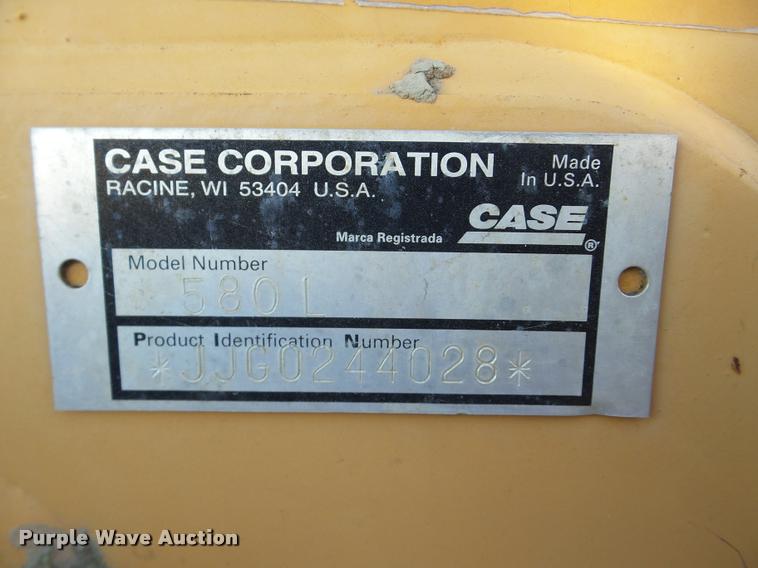 CASE CORPORATION
RACINE, WI 53404 U.S.A.
Made
In U.S.A.
CASE
®
Marca Registrada
Model Number
580 L
Product Identification Number
*JJG0244028*
Purple Wave Auction